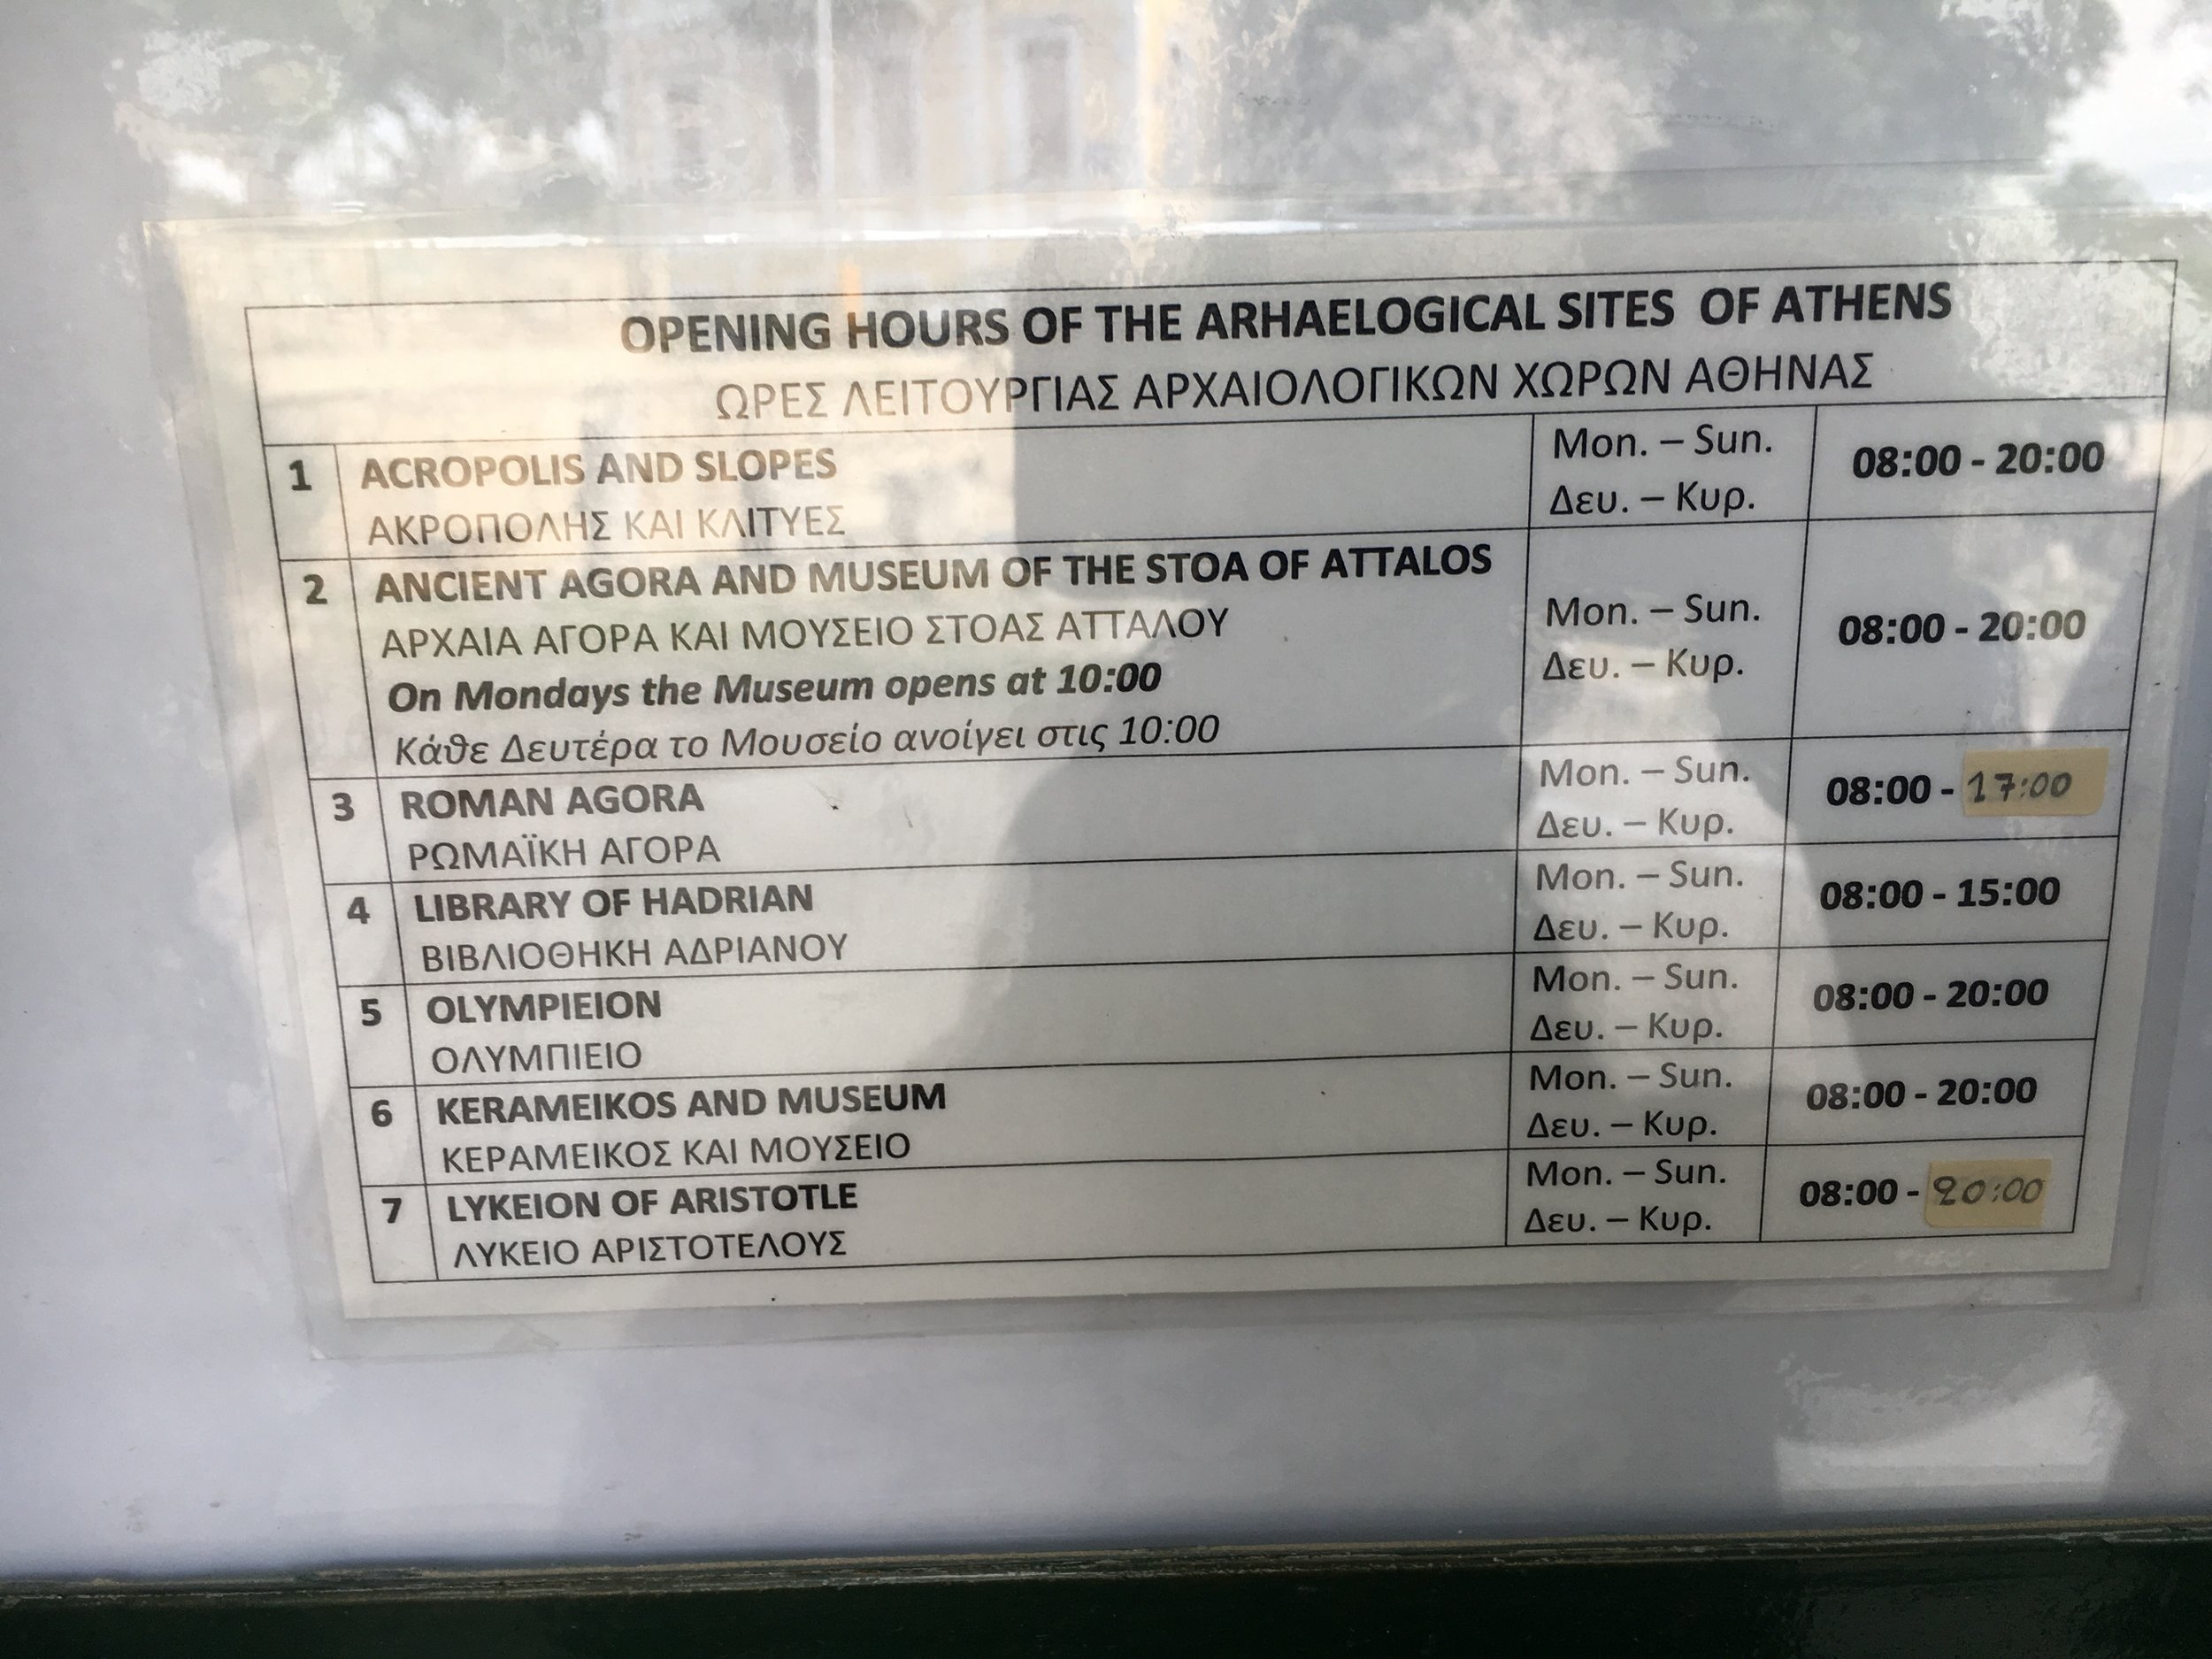 OPENING HOURS OF THE ARHAELOGICAL SITES OF ATHENS
ΩΡΕΣ ΛΕΙΤΟΥΡΓΙΑΣ ΑΡΧΑΙΟΛΟΓΙΚΩΝ ΧΩΡΩΝ ΑΘΗΝΑΣ
1 ACROPOLIS AND SLOPES Mon. – Sun. 08:00 - 20:00
ΑΚΡΟΠΟΛΗΣ ΚΑΙ ΚΛΙΤΥΕΣ Δευ. – Κυρ.
2 ANCIENT AGORA AND MUSEUM OF THE STOA OF ATTALOS
ΑΡΧΑΙΑ ΑΓΟΡΑ ΚΑΙ ΜΟΥΣΕΙΟ ΣΤΟΑΣ ΑΤΤΑΛΟΥ Mon. – Sun. 08:00 - 20:00
On Mondays the Museum opens at 10:00 Δευ. – Κυρ.
Κάθε Δευτέρα το Μουσείο ανοίγει στις 10:00
3 ROMAN AGORA Mon. – Sun. 08:00 - 17:00
ΡΩΜΑΪΚΗ ΑΓΟΡΑ Δευ. – Κυρ.
4 LIBRARY OF HADRIAN Mon. – Sun. 08:00 - 15:00
ΒΙΒΛΙΟΘΗΚΗ ΑΔΡΙΑΝΟΥ Δευ. – Κυρ.
5 OLYMPIEION Mon. – Sun. 08:00 - 20:00
ΟΛΥΜΠΙΕΙΟ Δευ. – Κυρ.
6 KERAMEIKOS AND MUSEUM Mon. – Sun. 08:00 - 20:00
ΚΕΡΑΜΕΙΚΟΣ ΚΑΙ ΜΟΥΣΕΙΟ Δευ. – Κυρ.
7 LYKEION OF ARISTOTLE Mon. – Sun. 08:00 - 20:00
ΛΥΚΕΙΟ ΑΡΙΣΤΟΤΕΛΟΥΣ Δευ. – Κυρ.